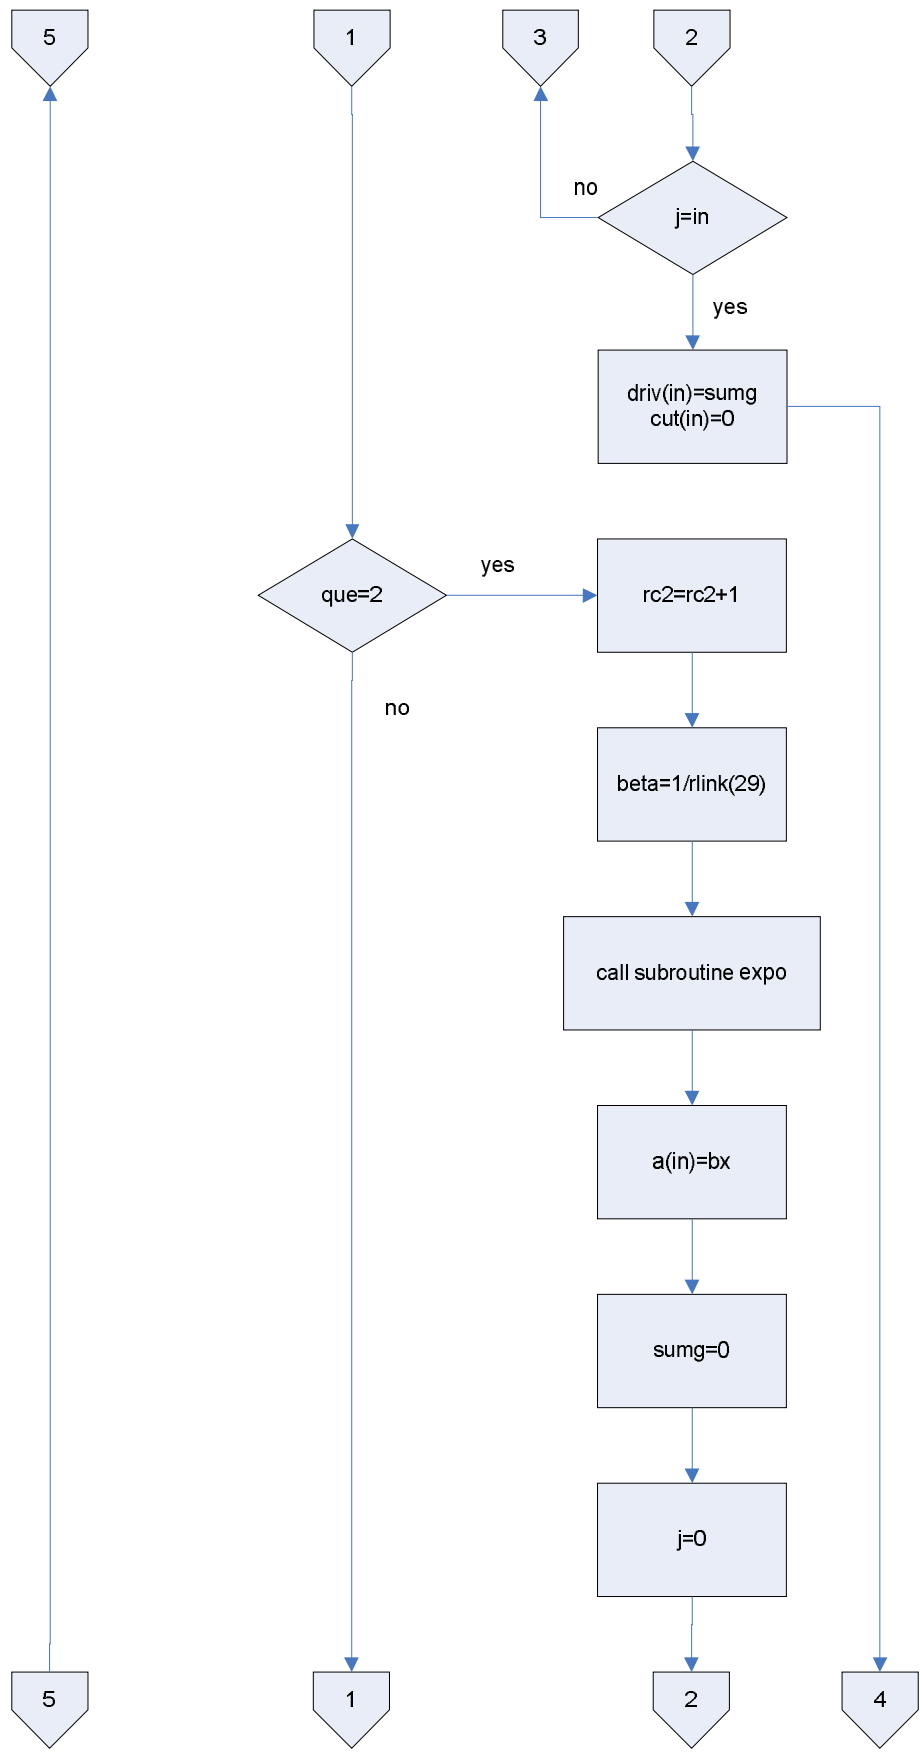 5
1
3
2
no
j=in
yes
driv(in)=sumg
cut(in)=0
que=2
yes
rc2=rc2+1
no
beta=1/rlink(29)
call subroutine expo
a(in)=bx
sumg=0
j=0
5
1
2
4